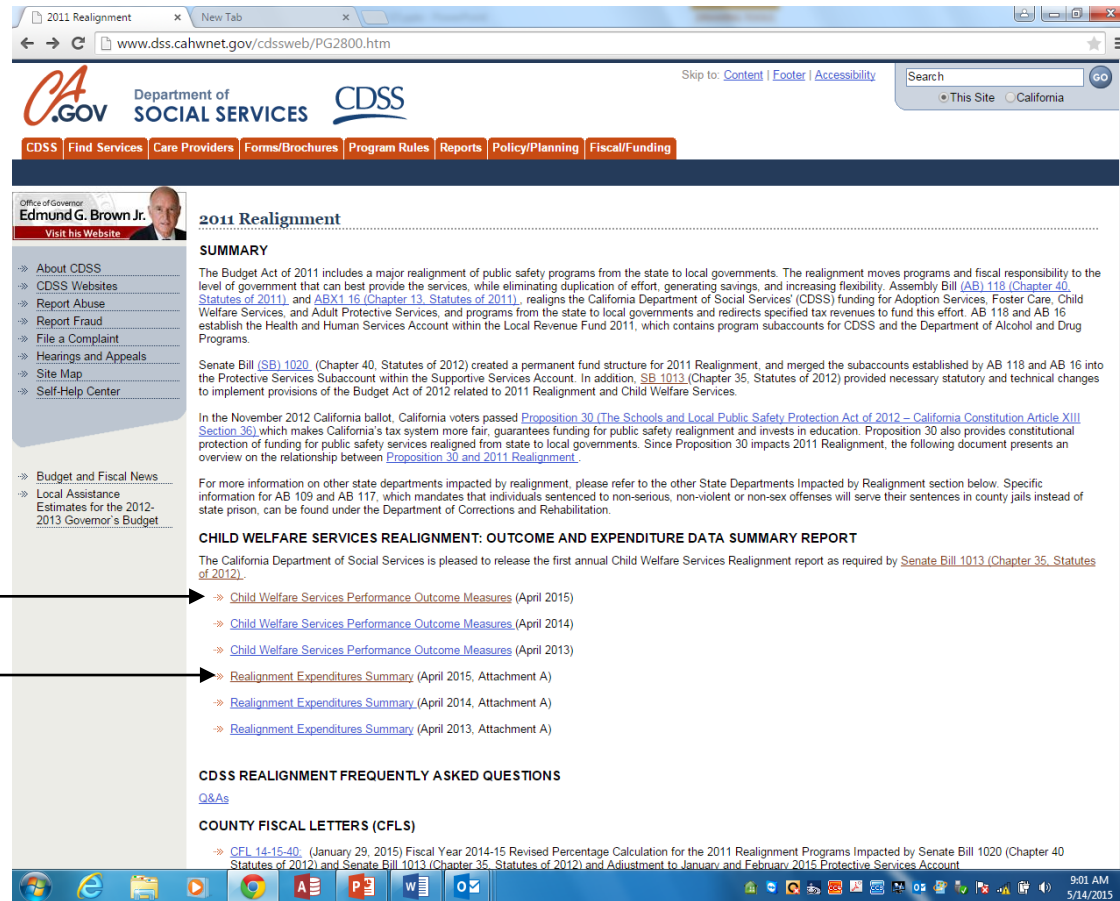 2011 Realignment
New Tab
www.dss.cahwnet.gov/cdssweb/PG2800.htm
CA.GOV
Department of
SOCIAL SERVICES
CDSS
Skip to: Content | Footer | Accessibility
Search
GO
This Site California
CDSS Find Services Care Providers Forms/Brochures Program Rules Reports Policy/Planning Fiscal/Funding
Office of Governor
Edmund G. Brown Jr.
Visit his Website
About CDSS
CDSS Websites
Report Abuse
Report Fraud
File a Complaint
Hearings and Appeals
Site Map
Self-Help Center
Budget and Fiscal News
Local Assistance
Estimates for the 2012-
2013 Governor`s Budget
2011 Realignment
SUMMARY
The Budget Act of 2011 includes a major realignment of public safety programs from the state to local governments. The realignment moves programs and fiscal responsibility to the
level of government that can best provide the services, while eliminating duplication of effort, generating savings, and increasing flexibility. Assembly Bill (AB) 118 (Chapter 40,
Statutes of 2011) and ABX1 16 (Chapter 13, Statutes of 2011) , realigns the California Department of Social Services' (CDSS) funding for Adoption Services, Foster Care, Child
Welfare Services, and Adult Protective Services, and programs from the state to local governments and redirects specified tax revenues to fund this effort. AB 118 and AB 16
establish the Health and Human Services Account within the Local Revenue Fund 2011, which contains program subaccounts for CDSS and the Department of Alcohol and Drug
Programs.
Senate Bill (SB) 1020 (Chapter 40, Statutes of 2012) created a permanent fund structure for 2011 Realignment, and merged the subaccounts established by AB 118 and AB 16 into
the Protective Services Subaccount within the Supportive Services Account. In addition, SB 1013 (Chapter 35, Statutes of 2012) provided necessary statutory and technical changes
to implement provisions of the Budget Act of 2012 related to 2011 Realignment and Child Welfare Services.
In the November 2012 California ballot, California voters passed Proposition 30 (The Schools and Local Public Safety Protection Act of 2012 – California Constitution Article XIII
Section 36) which makes California's tax system more fair, guarantees funding for public safety realignment and invests in education. Proposition 30 also provides constitutional
protection of funding for public safety services realigned from state to local governments. Since Proposition 30 impacts 2011 Realignment, the following document presents an
overview on the relationship between Proposition 30 and 2011 Realignment .
For more information on other state departments impacted by realignment, please refer to the other State Departments Impacted by Realignment section below. Specific
information for AB 109 and AB 117, which mandates that individuals sentenced to non-serious, non-violent or non-sex offenses will serve their sentences in county jails instead of
state prison, can be found under the Department of Corrections and Rehabilitation.
CHILD WELFARE SERVICES REALIGNMENT: OUTCOME AND EXPENDITURE DATA SUMMARY REPORT
The California Department of Social Services is pleased to release the first annual Child Welfare Services Realignment report as required by Senate Bill 1013 (Chapter 35, Statutes
of 2012) .
Child Welfare Services Performance Outcome Measures (April 2015)
Child Welfare Services Performance Outcome Measures (April 2014)
Child Welfare Services Performance Outcome Measures (April 2013)
Realignment Expenditures Summary (April 2015, Attachment A)
Realignment Expenditures Summary (April 2014, Attachment A)
Realignment Expenditures Summary (April 2013, Attachment A)
CDSS REALIGNMENT FREQUENTLY ASKED QUESTIONS
Q&As
COUNTY FISCAL LETTERS (CFLS)
CFL 14-15-40: (January 29, 2015) Fiscal Year 2014-15 Revised Percentage Calculation for the 2011 Realignment Programs Impacted by Senate Bill 1020 (Chapter 40
Statutes of 2012) and Senate Bill 1013 (Chapter 35, Statutes of 2012) and Adjustment to January and February 2015 Protective Services Account
9:01 AM
5/14/2015